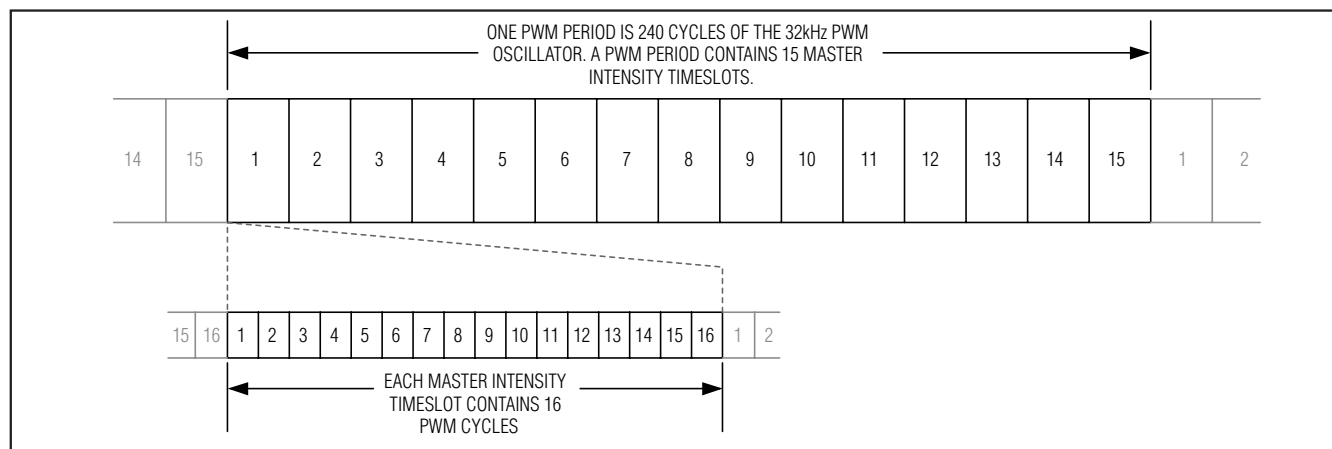 ONE PWM PERIOD IS 240 CYCLES OF THE 32kHz PWM
OSCILLATOR. A PWM PERIOD CONTAINS 15 MASTER
INTENSITY TIMESLOTS.
14 15 1 2 3 4 5 6 7 8 9 10 11 12 13 14 15 1 2
15 16 1 2 3 4 5 6 7 8 9 10 11 12 13 14 15 16 1 2
EACH MASTER INTENSITY
TIMESLOT CONTAINS 16
PWM CYCLES